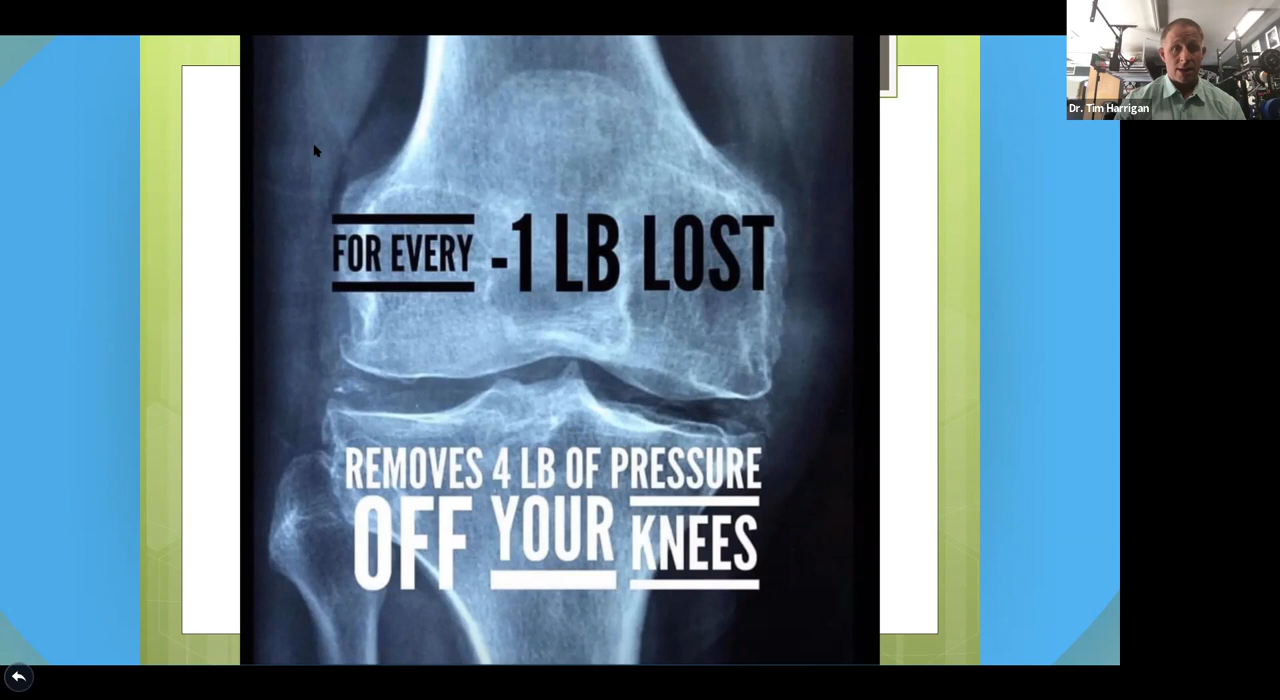 Dr. Tim Harrigan
FOR EVERY -1 LB LOST
REMOVES 4 LB OF PRESSURE
OFF YOUR KNEES